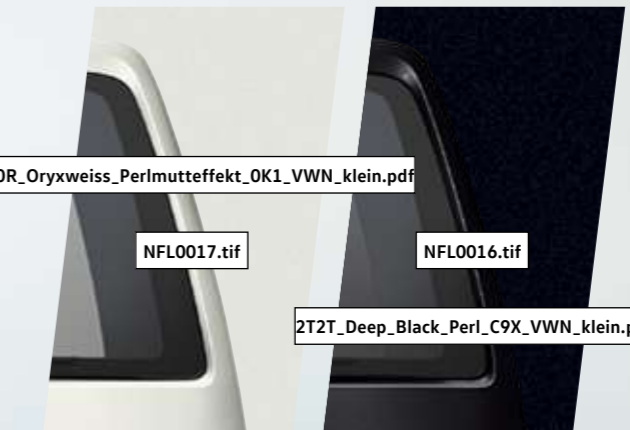 0R_Oryxweiss_Perlmutteffekt_0K1_VWN_klein.pdf
NFL0017.tif
NFL0016.tif
2T2T_Deep_Black_Perl_C9X_VWN_klein.p